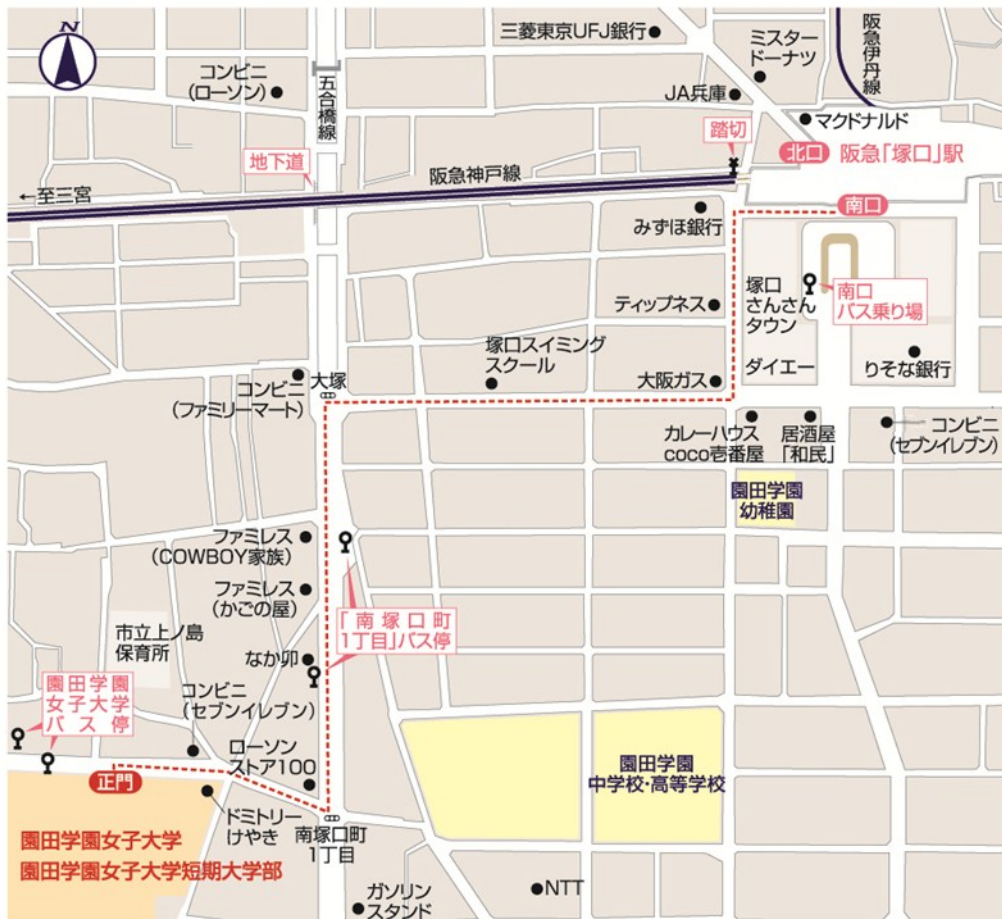 N
三菱東京UFJ銀行
ミスター
ドーナツ
阪急伊丹線
コンビニ
(ローソン)
五合橋線
JA兵庫
マクドナルド
踏切
北口
阪急「塚口」駅
地下道
阪急神戸線
←至三宮
南口
みずほ銀行
塚口
さんさん
タウン
南口
バス乗り場
ティップネス
塚口スイミング
スクール
ダイエー
りそな銀行
大阪ガス
コンビニ
(ファミリーマート)
大塚
カレーハウス
coco壱番屋
居酒屋
「和民」
コンビニ
(セブンイレブン)
園田学園
幼稚園
ファミレス
(COWBOY家族)
ファミレス
(かごの屋)
「南塚口町
1丁目」バス停
市立上ノ島
保育所
なか卯
園田学園
女子大学
バス停
コンビニ
(セブンイレブン)
ローソン
ストア100
園田学園
中学校・高等学校
正門
ドミトリー
けやき
南塚口町
1丁目
園田学園女子大学
園田学園女子大学短期大学部
ガソリン
スタンド
NTT